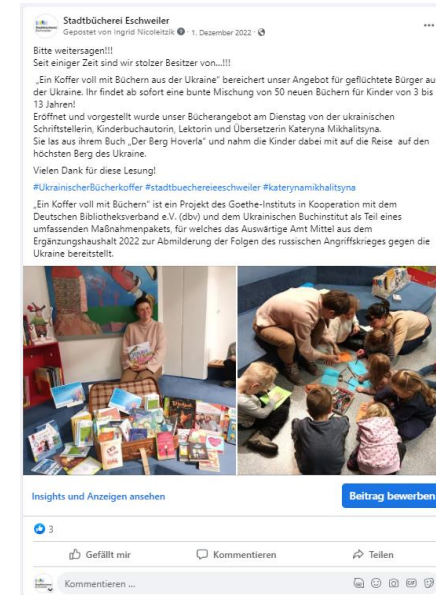 Stadtbücherei Eschweiler
Gepostet von Ingrid Nicoleitzik · 1. Dezember 2022 ·
Bitte weitersagen!!!
Seit einiger Zeit sind wir stolzer Besitzer von...!!!
„Ein Koffer voll mit Büchern aus der Ukraine“ bereichert unser Angebot für geflüchtete Bürger au
der Ukraine. Ihr findet ab sofort eine bunte Mischung von 50 neuen Büchern für Kinder von 3 bis
13 Jahren!
Eröffnet und vorgestellt wurde unser Bücherangebot am Dienstag von der ukrainischen
Schriftstellerin, Kinderbuchautorin, Lektorin und Übersetzerin Kateryna Mikhalitsyna.
Sie las aus ihrem Buch „Der Berg Hoverla“ und nahm die Kinder dabei mit auf die Reise auf den
höchsten Berg des Ukraine.
Vielen Dank für diese Lesung!
#UkrainischerBücherkoffer #stadtbuechereieeschweiler #katerynamikhalitsyna
„Ein Koffer voll mit Büchern“ ist ein Projekt des Goethe-Instituts in Kooperation mit dem
Deutschen Bibliotheksverband e.V. (dbv) und dem Ukrainischen Buchinstitut als Teil eines
umfassenden Maßnahmenpakets, für welches das Auswärtige Amt Mittel aus dem
Ergänzungshaushalt 2022 zur Abmilderung der Folgen des russischen Angriffskrieges gegen die
Ukraine bereitstellt.
Insights und Anzeigen ansehen
Beitrag bewerben
3
Gefällt mir
Kommentieren
Teilen
Kommentieren ...
GIF